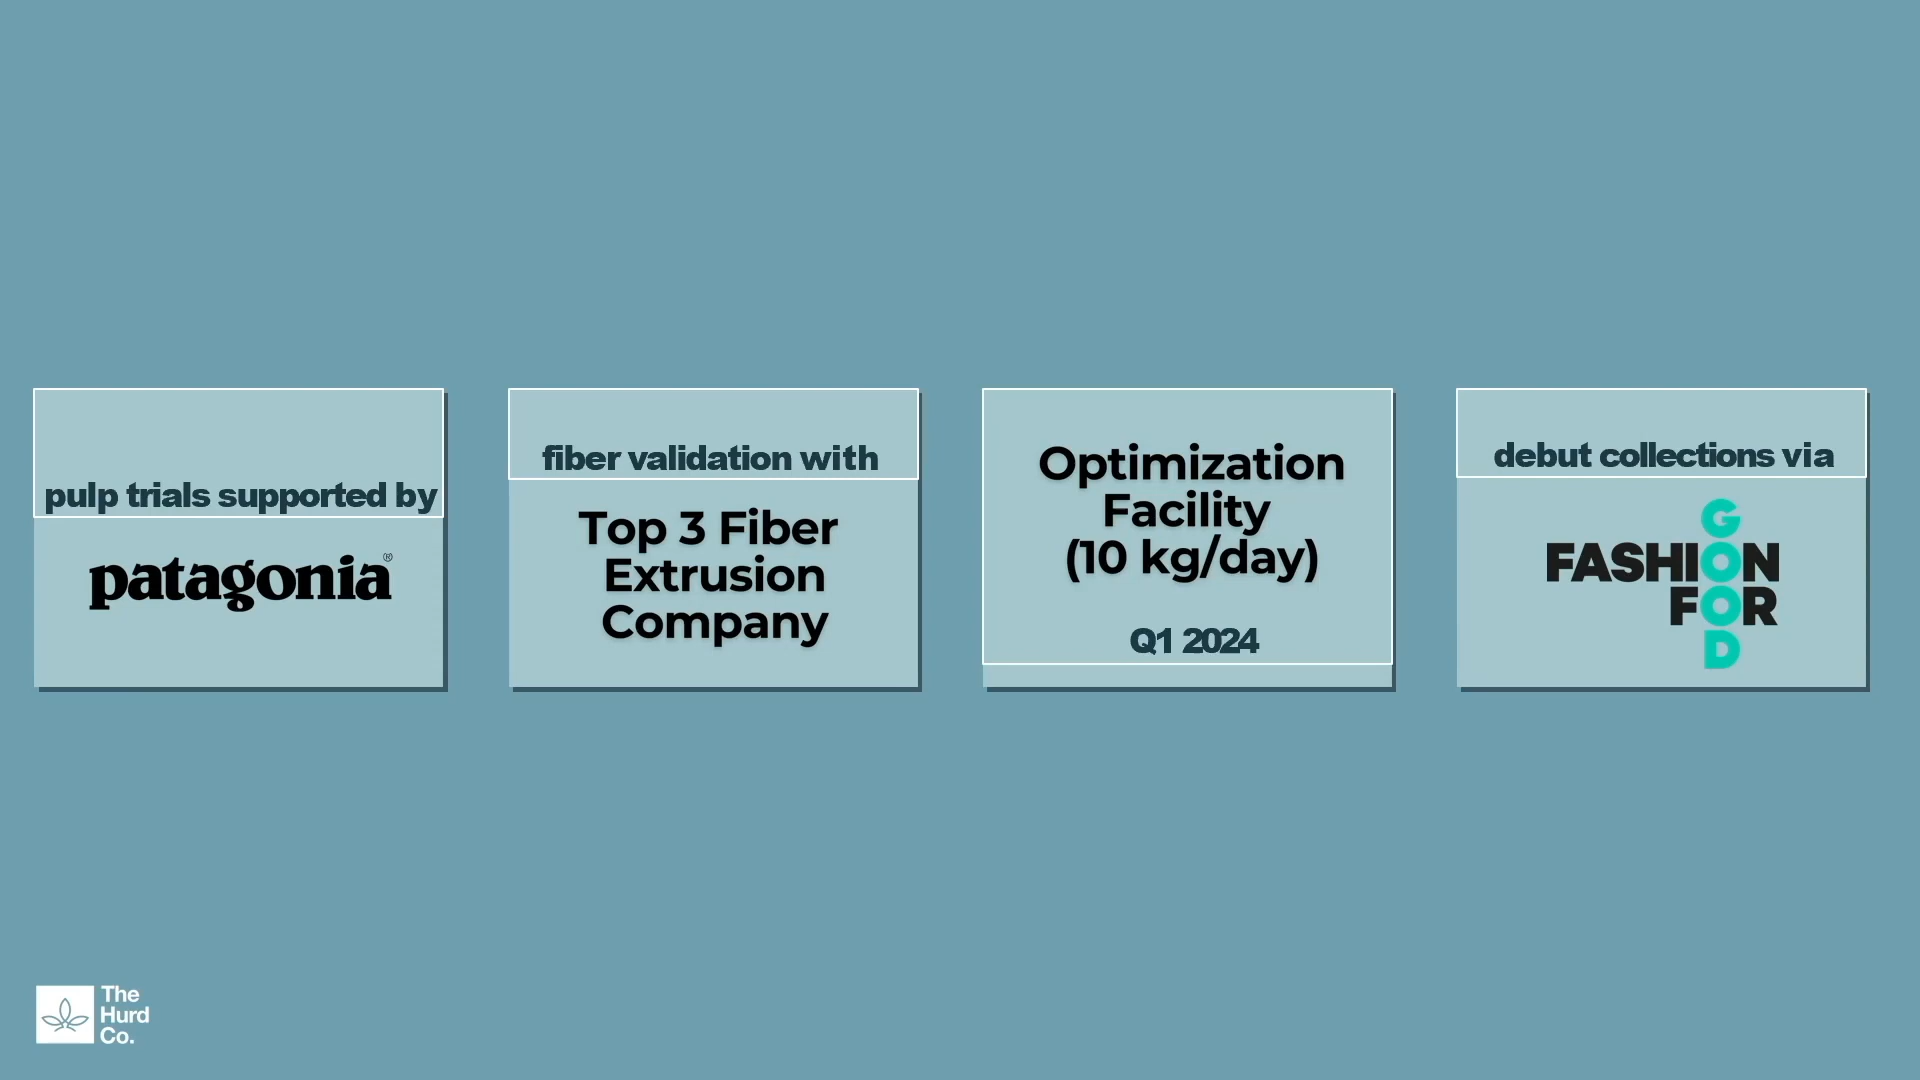 pulp trials supported by
patagonia®
fiber validation with
Top 3 Fiber
Extrusion
Company
Optimization
Facility
(10 kg/day)
Q1 2024
debut collections via
FASHION
FOR
GOOD
The
Hurd
Co.